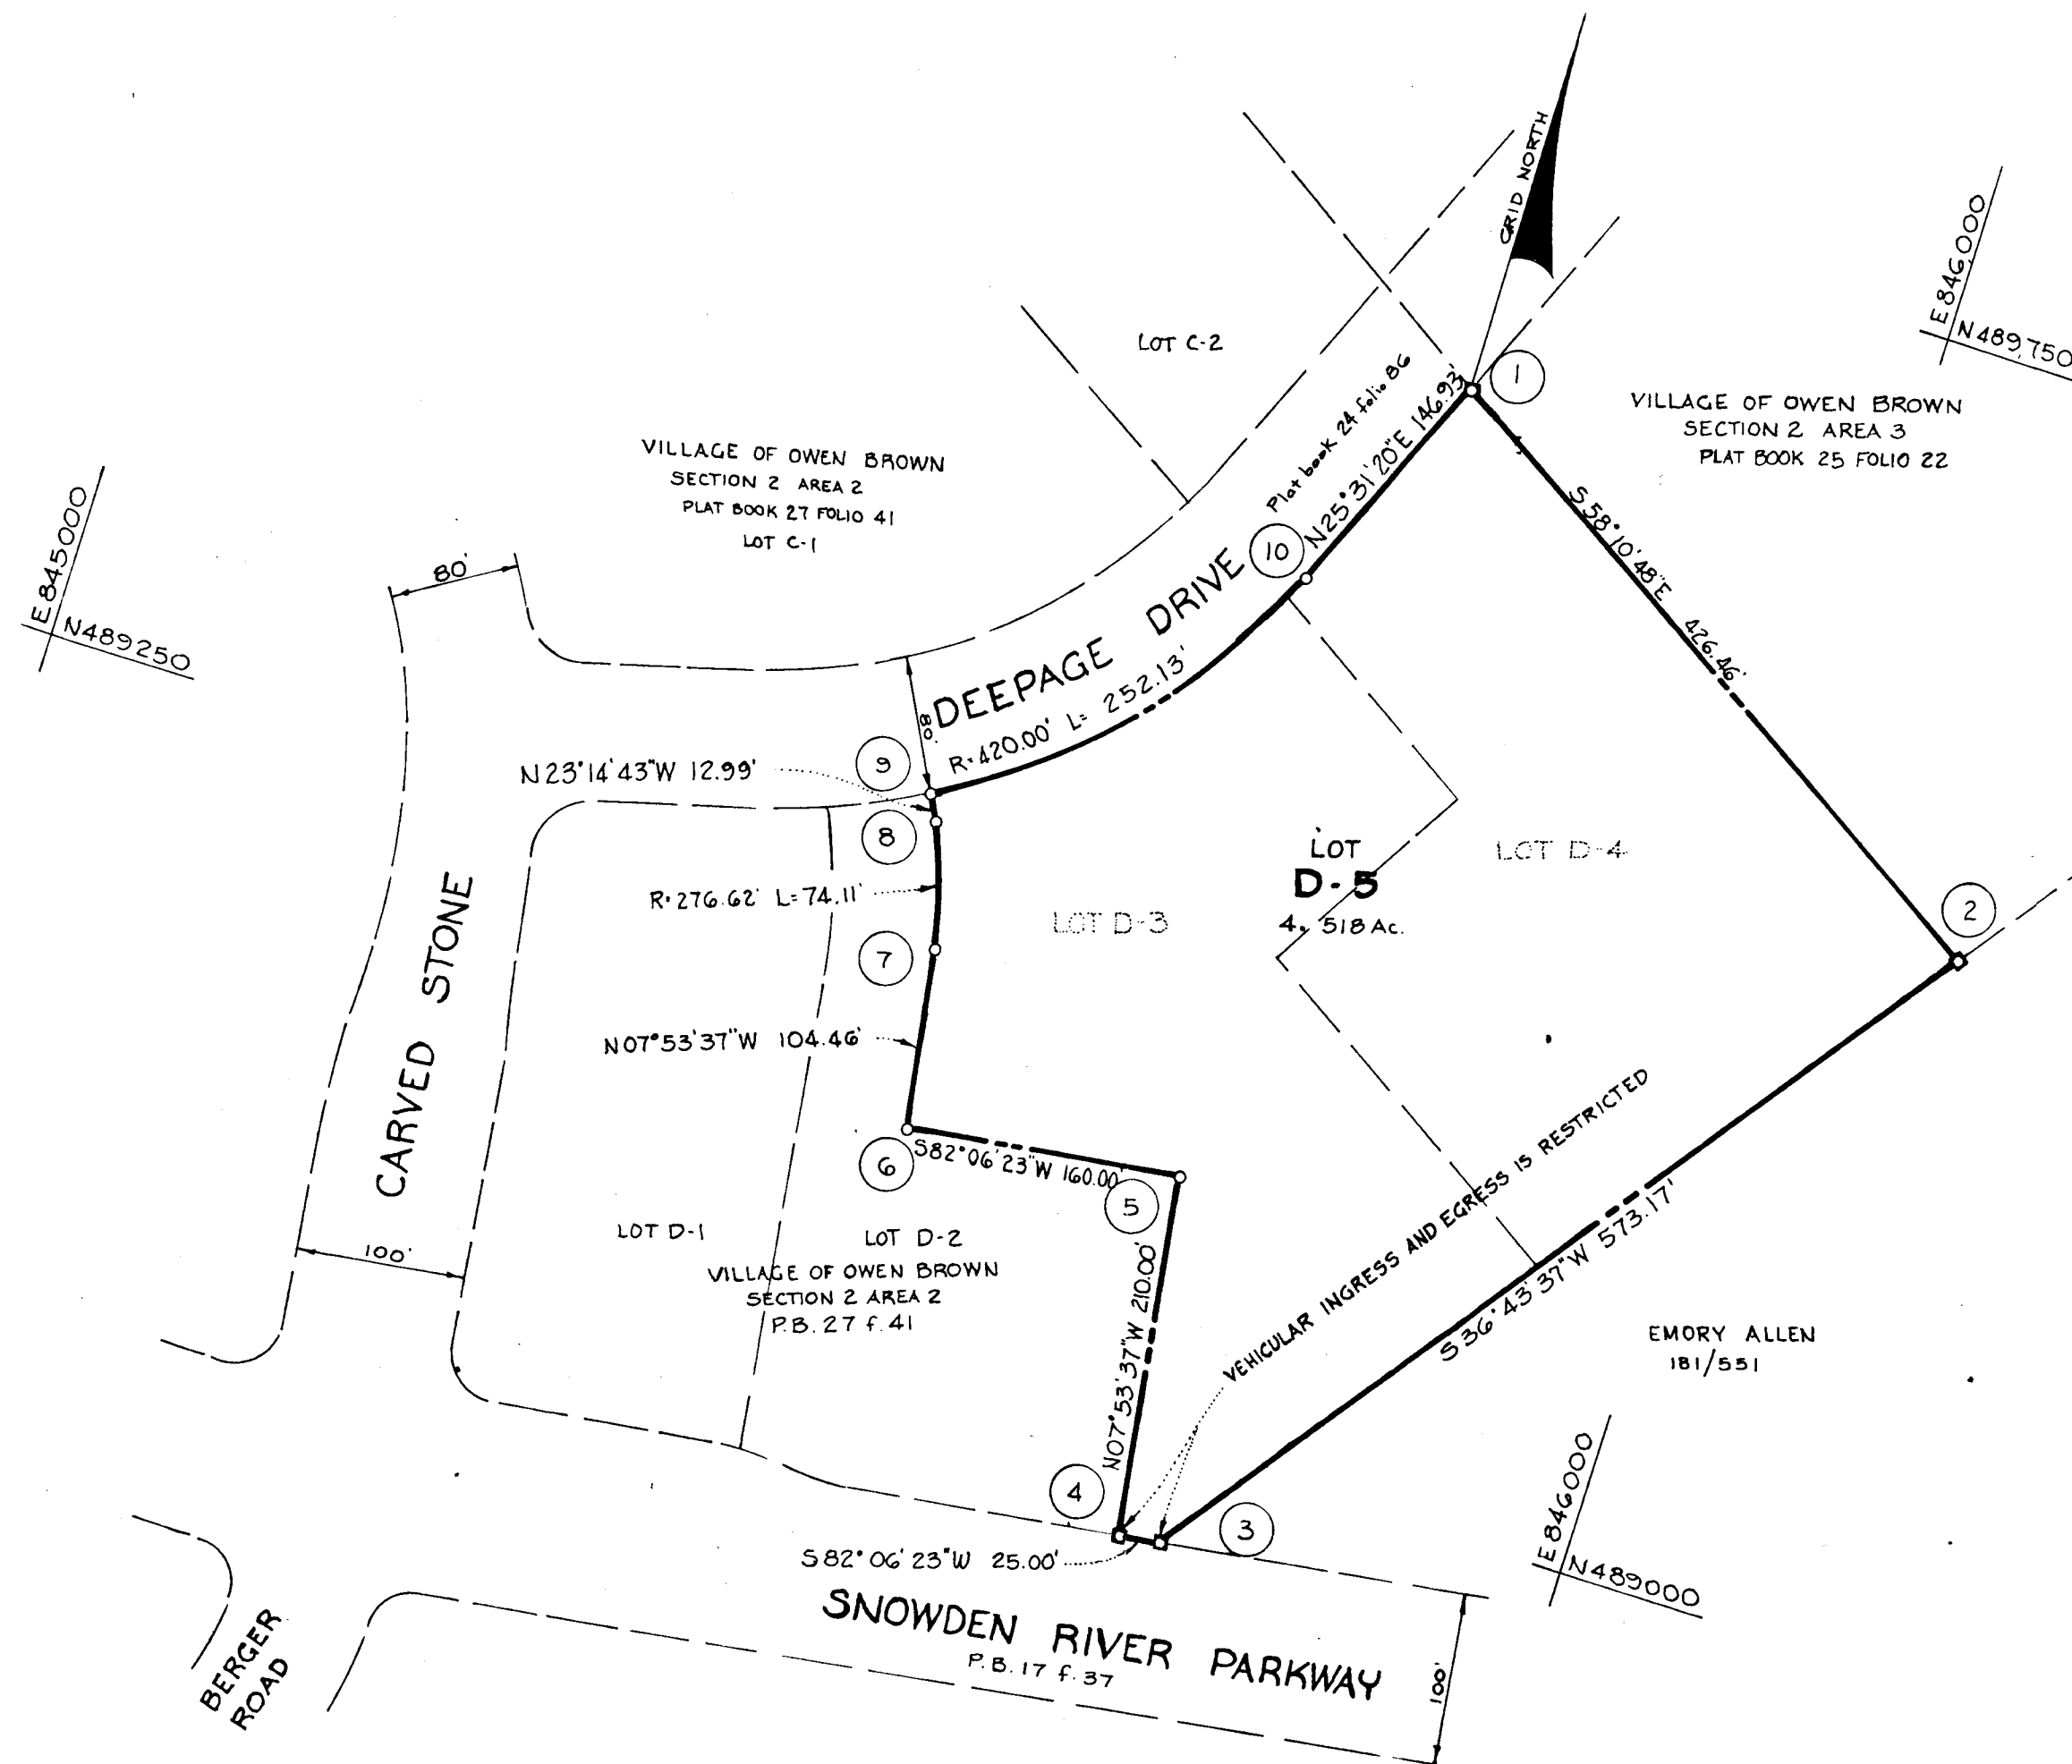 GRID NORTH
E 846,000
N 489,750
LOT C-2
Plat book 24 folio 86
N25°31'20"E 146.93'
1
VILLAGE OF OWEN BROWN
SECTION 2 AREA 3
PLAT BOOK 25 FOLIO 22
VILLAGE OF OWEN BROWN
SECTION 2 AREA 2
PLAT BOOK 27 FOLIO 41
LOT C-1
E 845000
N489250
80'
10
S58°10'48"E 426.46'
DEEPAGE DRIVE
80'
R=420.00' L= 252.13'
9
N23°14'43"W 12.99'
8
R=276.62' L=74.11'
7
N07°53'37"W 104.46'
LOT
D-5
4.518 Ac.
LOT D-4
LOT D-3
2
CARVED STONE
6
S82°06'23"W 160.00'
5
LOT D-1
LOT D-2
VILLAGE OF OWEN BROWN
SECTION 2 AREA 2
P.B. 27 f. 41
100'
N07°53'37"W 210.00'
VEHICULAR INGRESS AND EGRESS IS RESTRICTED
S36°43'37"W 573.17'
EMORY ALLEN
181/551
4
3
E846000
N489000
S82°06'23"W 25.00'
SNOWDEN RIVER PARKWAY
P.B. 17 f. 37
100'
BERGER
ROAD